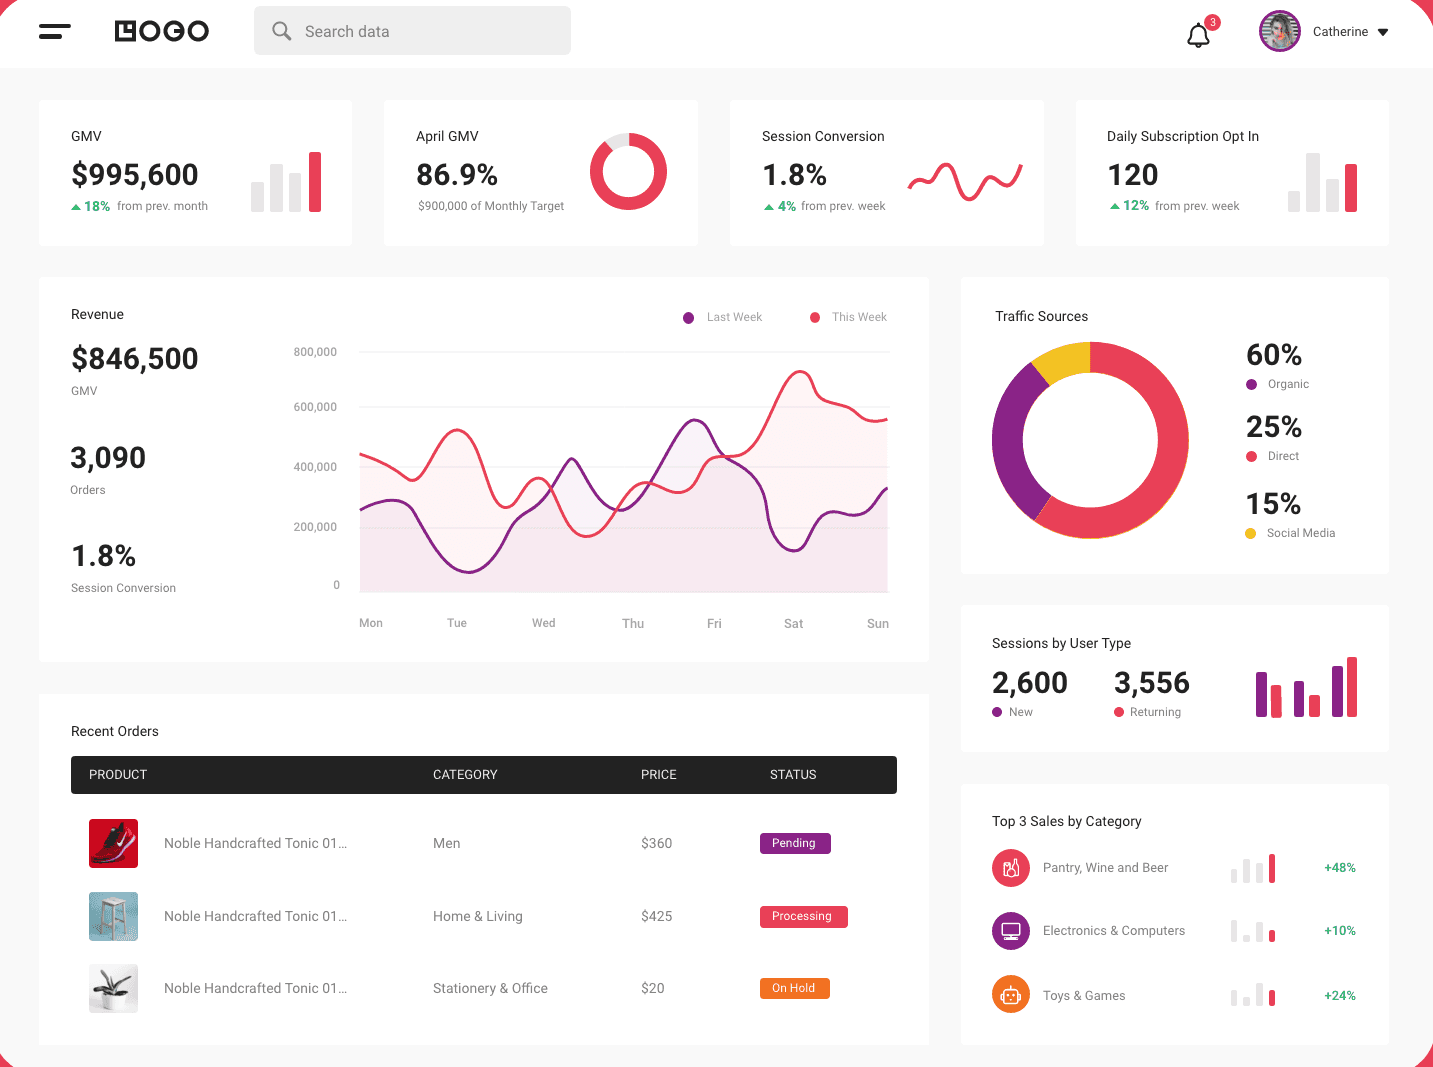 LOGO
Search data
3
Catherine
GMV
$995,600
18% from prev. month
April GMV
86.9%
$900,000 of Monthly Target
Session Conversion
1.8%
4% from prev. week
Daily Subscription Opt In
120
12% from prev. week
Revenue
$846,500
GMV
3,090
Orders
1.8%
Session Conversion
Last Week
This Week
800,000
600,000
400,000
200,000
0
Mon Tue Wed Thu Fri Sat Sun
Traffic Sources
60%
Organic
25%
Direct
15%
Social Media
Sessions by User Type
2,600
New
3,556
Returning
Recent Orders
PRODUCT CATEGORY PRICE STATUS
Noble Handcrafted Tonic 01... Men $360 Pending
Noble Handcrafted Tonic 01... Home & Living $425 Processing
Noble Handcrafted Tonic 01... Stationery & Office $20 On Hold
Top 3 Sales by Category
Pantry, Wine and Beer +48%
Electronics & Computers +10%
Toys & Games +24%